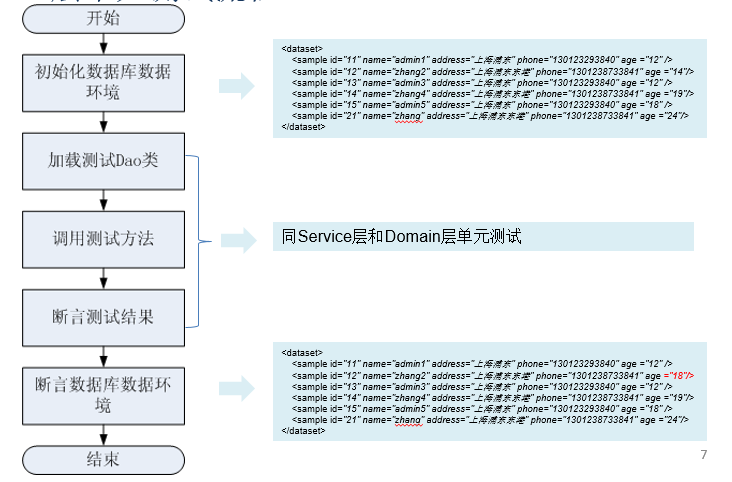 开始
初始化数据库数据
环境
加载测试Dao类
调用测试方法
断言测试结果
断言数据库数据环
境
结束
<dataset>
<sample id="11" name="admin1" address="上海浦东" phone="130123293840" age ="12" />
<sample id="12" name="zhang2" address="上海浦东东港" phone="1301238733841" age ="14"/>
<sample id="13" name="admin3" address="上海浦东" phone="130123293840" age ="12" />
<sample id="14" name="zhang4" address="上海浦东东港" phone="1301238733841" age ="19"/>
<sample id="15" name="admin5" address="上海浦东" phone="130123293840" age ="18" />
<sample id="21" name="zhang" address="上海浦东东港" phone="1301238733841" age ="24"/>
</dataset>
同Service层和Domain层单元测试
<dataset>
<sample id="11" name="admin1" address="上海浦东" phone="130123293840" age ="12" />
<sample id="12" name="zhang2" address="上海浦东东港" phone="1301238733841" age ="18"/>
<sample id="13" name="admin3" address="上海浦东" phone="130123293840" age ="12" />
<sample id="14" name="zhang4" address="上海浦东东港" phone="1301238733841" age ="19"/>
<sample id="15" name="admin5" address="上海浦东" phone="130123293840" age ="18" />
<sample id="21" name="zhang" address="上海浦东东港" phone="1301238733841" age ="24"/>
</dataset>
7